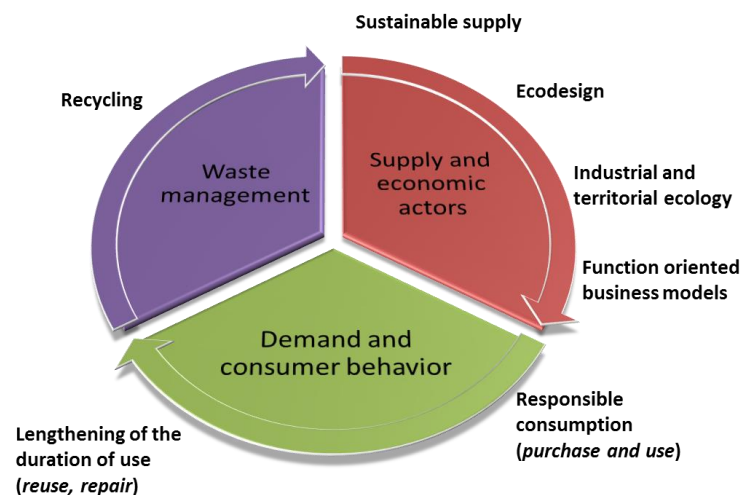 Sustainable supply
Recycling
Ecodesign
Waste
management
Supply and
economic
actors
Industrial and
territorial ecology
Function oriented
business models
Demand and
consumer behavior
Responsible
consumption
(purchase and use)
Lengthening of the
duration of use
(reuse, repair)